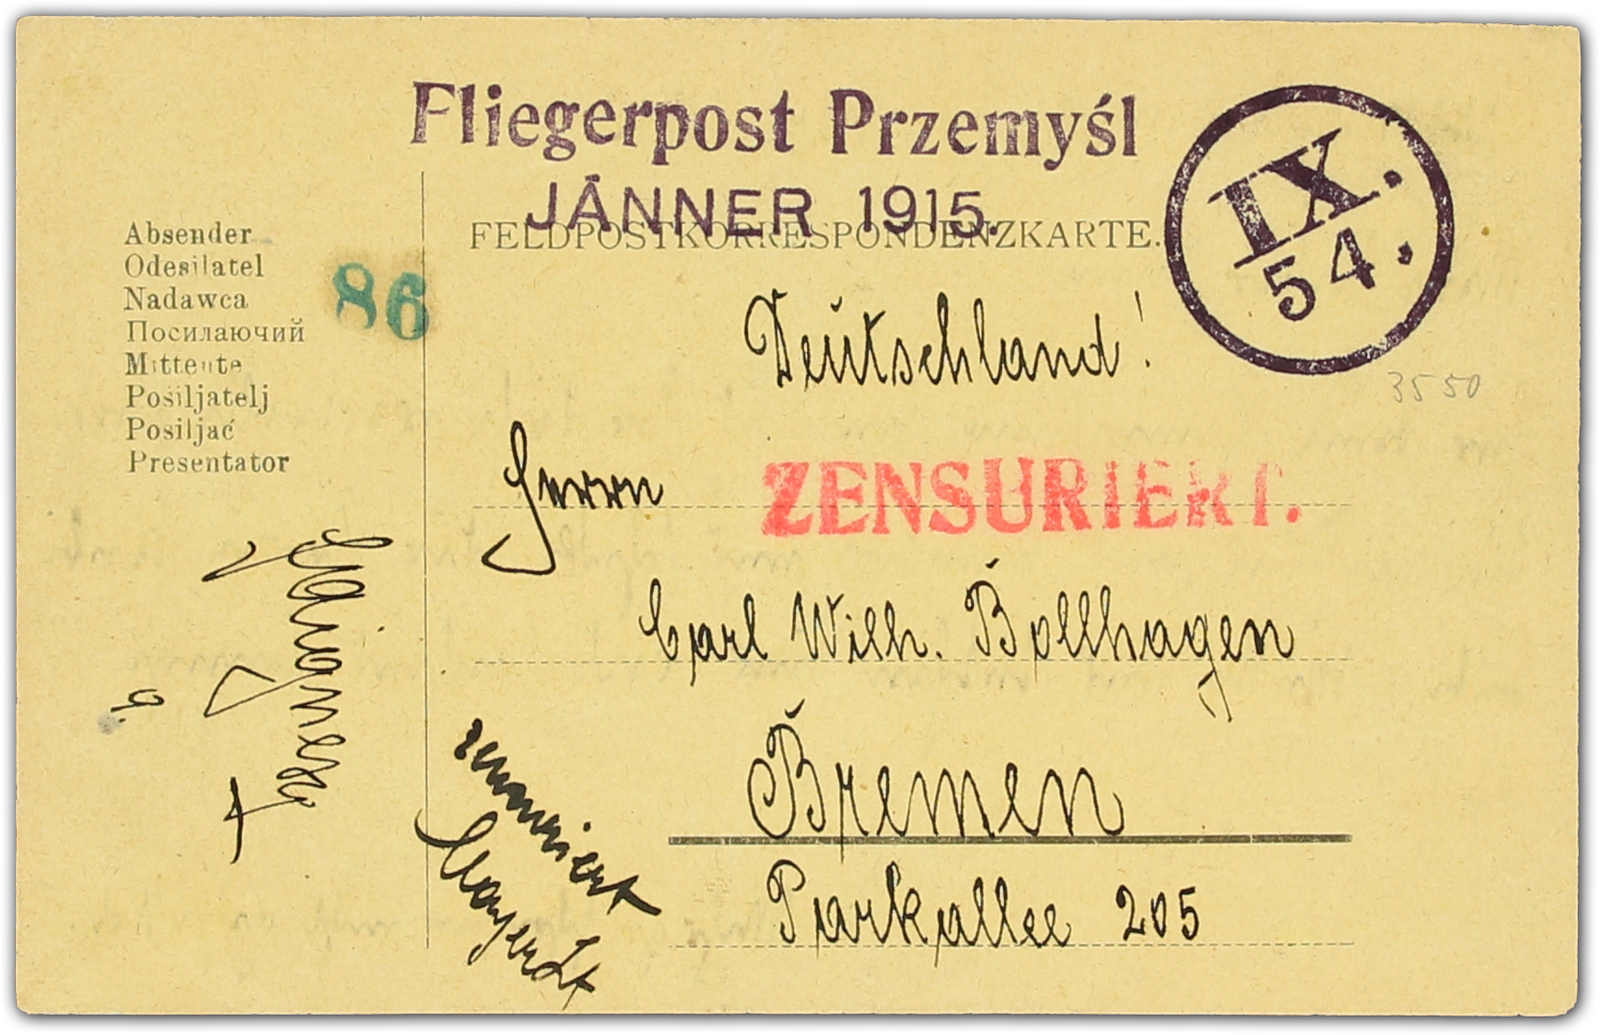 Fliegerpost Przemyśl
JÄNNER 1915.
IX.
54.
FELDPOSTKORRESPONDENZKARTE.
Absender
Odesilatel
Nadawca
Посилаючий
Mittente
Pošiljatelj
Posiljać
Presentator
86
Deutschland!
3550
Herrn
ZENSURIERT.
Carl Wilh. Bollhagen
Bremen
Parkallee 205